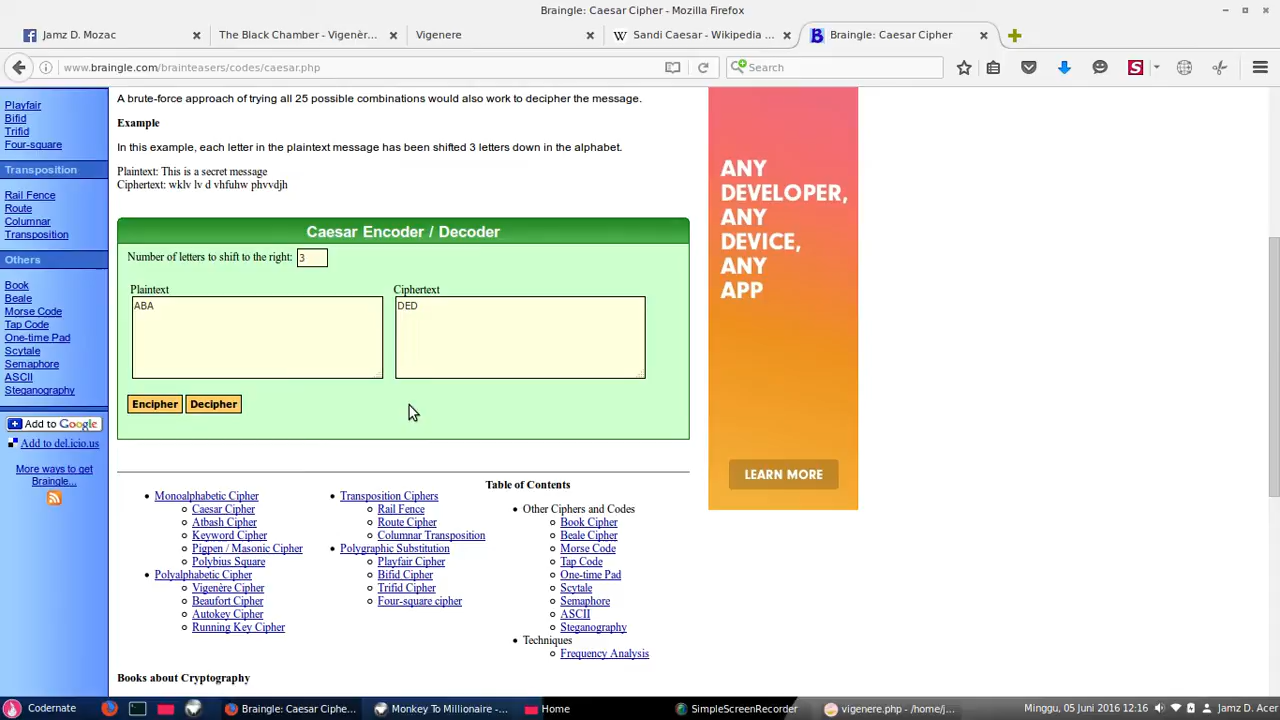 Braingle: Caesar Cipher - Mozilla Firefox
Jamz D. Mozac
The Black Chamber - Vigenèr...
Vigenere
Sandi Caesar - Wikipedia ...
Braingle: Caesar Cipher
www.braingle.com/brainteasers/codes/caesar.php
Search
Playfair
Bifid
Trifid
Four-square
Transposition
Rail Fence
Route
Columnar
Transposition
Others
Book
Beale
Morse Code
Tap Code
One-time Pad
Scytale
Semaphore
ASCII
Steganography
Add to Google
Add to del.icio.us
More ways to get
Braingle...
A brute-force approach of trying all 25 possible combinations would also work to decipher the message.
Example
In this example, each letter in the plaintext message has been shifted 3 letters down in the alphabet.
Plaintext: This is a secret message
Ciphertext: wklv lv d vhfuhw phvvdjh
Caesar Encoder / Decoder
Number of letters to shift to the right: 3
Plaintext
ABA
Ciphertext
DED
Encipher Decipher
Table of Contents
Monoalphabetic Cipher
Caesar Cipher
Atbash Cipher
Keyword Cipher
Pigpen / Masonic Cipher
Polybius Square
Polyalphabetic Cipher
Vigenère Cipher
Beaufort Cipher
Autokey Cipher
Running Key Cipher
Transposition Ciphers
Rail Fence
Route Cipher
Columnar Transposition
Polygraphic Substitution
Playfair Cipher
Bifid Cipher
Trifid Cipher
Four-square cipher
Other Ciphers and Codes
Book Cipher
Beale Cipher
Morse Code
Tap Code
One-time Pad
Scytale
Semaphore
ASCII
Steganography
Techniques
Frequency Analysis
Books about Cryptography
ANY
DEVELOPER,
ANY
DEVICE,
ANY
APP
LEARN MORE
Codernate
Braingle: Caesar Ciphe...
Monkey To Millionaire -...
Home
SimpleScreenRecorder
vigenere.php - /home/j...
Minggu, 05 Juni 2016 12:16
Jamz D. Acer